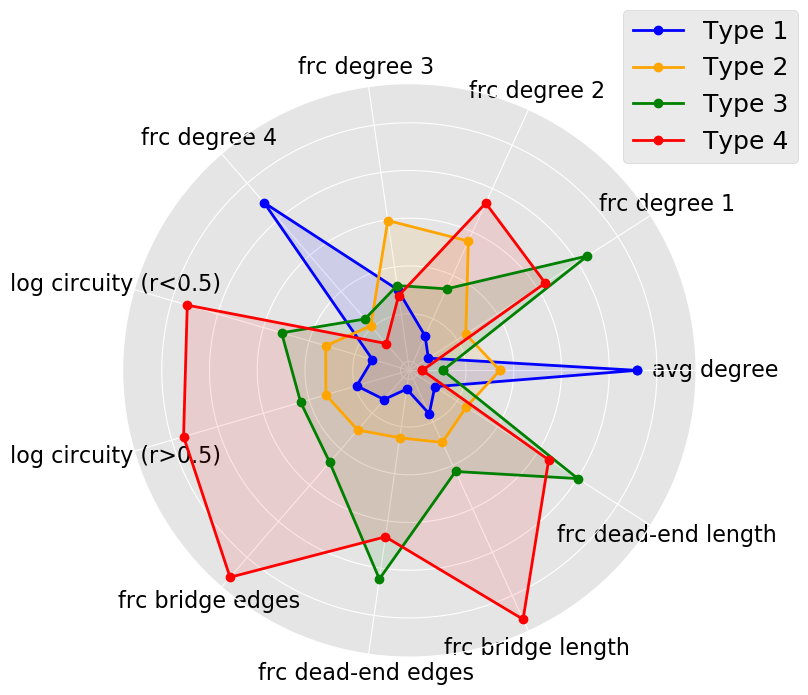 Type 1
Type 2
Type 3
Type 4
frc degree 3
frc degree 2
frc degree 4
frc degree 1
log circuity (r<0.5)
avg degree
log circuity (r>0.5)
frc dead-end length
frc bridge edges
frc bridge length
frc dead-end edges